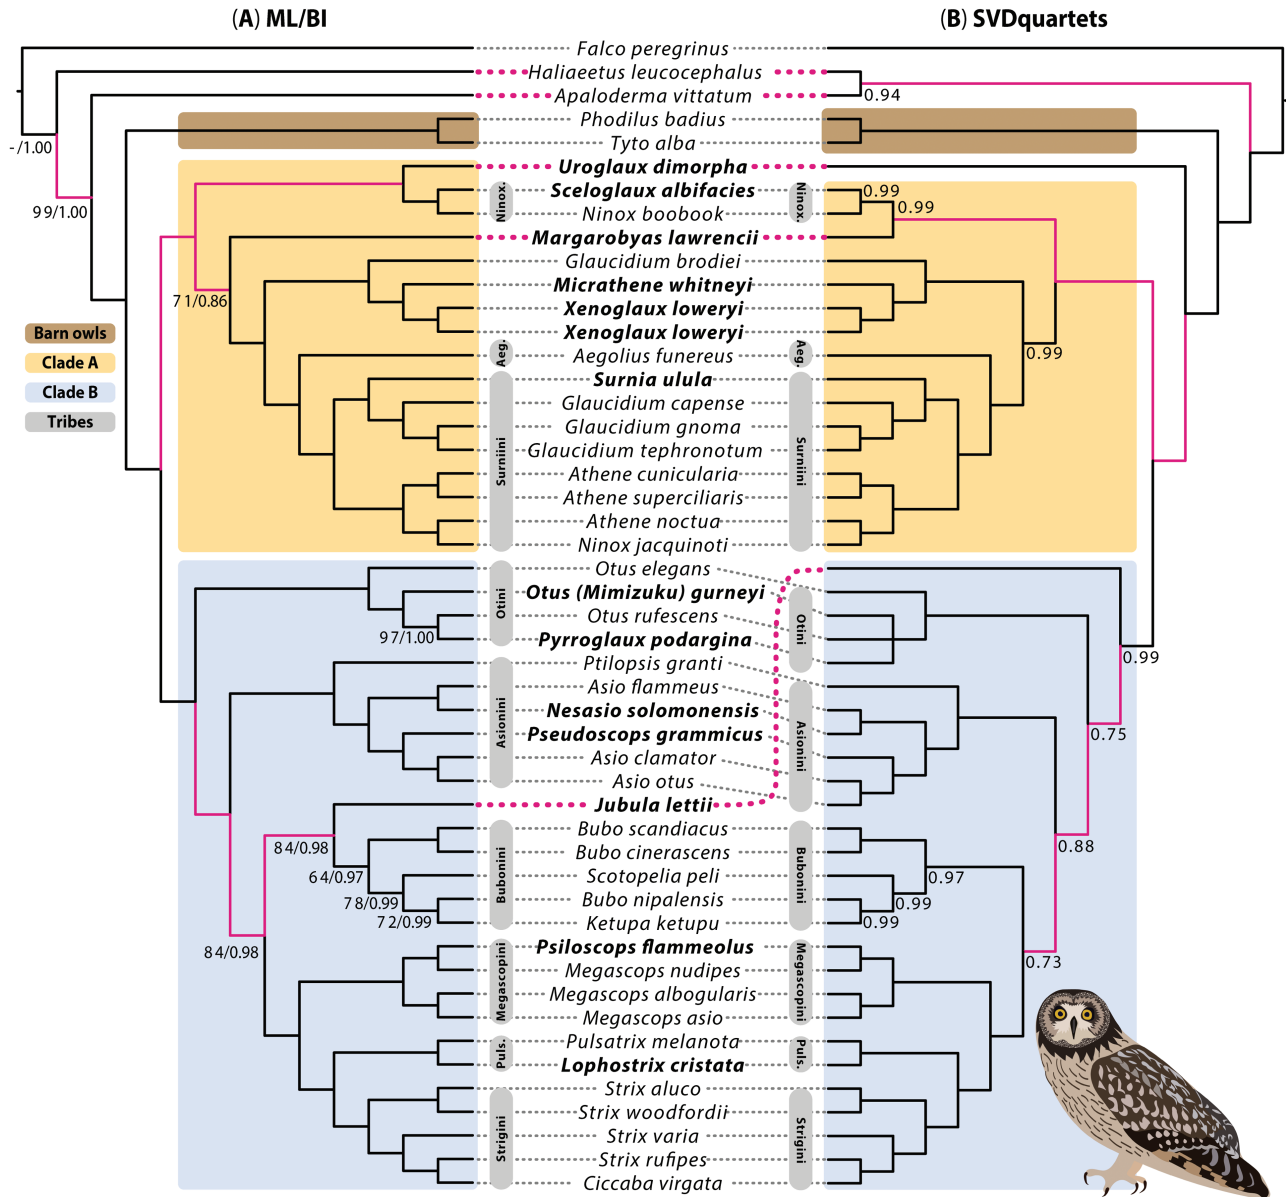 (A) ML/BI
(B) SVDquartets
Falco peregrinus
Haliaeetus leucocephalus
Apaloderma vittatum
0.94
Phodilus badius
-/1.00
Tyto alba
Uroglaux dimorpha
Sceloglaux albifacies
0.99
Ninox.
Ninox.
99/1.00
Ninox boobook
0.99
Margarobyas lawrencii
Glaucidium brodiei
Micrathene whitneyi
71/0.86
Xenoglaux loweryi
Barn owls
Xenoglaux loweryi
Clade A
Aeg.
Aegolius funereus
Aeg.
0.99
Clade B
Surnia ulula
Glaucidium capense
Tribes
Glaucidium gnoma
Glaucidium tephronotum
Surniini
Surniini
Athene cunicularia
Athene superciliaris
Athene noctua
Ninox jacquinoti
Otus elegans
Otus (Mimizuku) gurneyi
Otini
Otus rufescens
Otini
97/1.00
Pyrroglaux podargina
0.99
Ptilopsis granti
Asio flammeus
Nesasio solomonensis
Asionini
Pseudoscops grammicus
Asionini
0.75
Asio clamator
Asio otus
Jubula lettii
Bubo scandiacus
84/0.98
Bubo cinerascens
0.88
64/0.97
Bubonini
Scotopelia peli
Bubonini
0.97
78/0.99
Bubo nipalensis
0.99
72/0.99
Ketupa ketupu
0.99
84/0.98
Psiloscops flammeolus
0.73
Megascopini
Megascops nudipes
Megascopini
Megascops albogularis
Megascops asio
Puls.
Pulsatrix melanota
Puls.
Lophostrix cristata
Strix aluco
Strix woodfordii
Strigini
Strix varia
Strigini
Strix rufipes
Ciccaba virgata